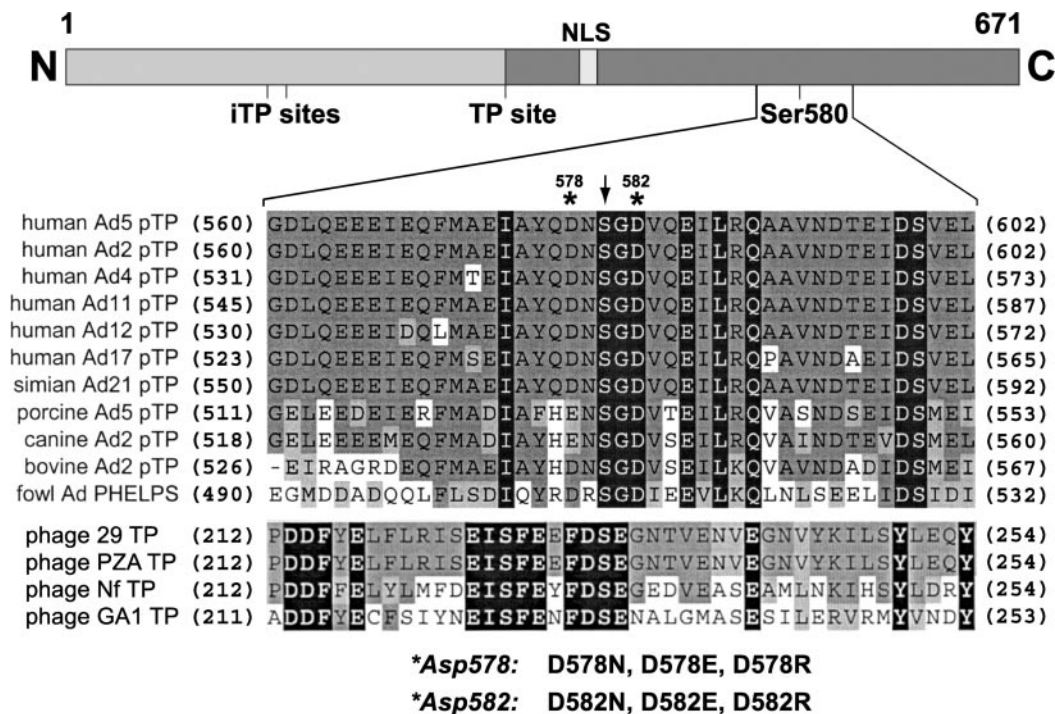 1 671
NLS
N C
iTP sites TP site Ser580
578 582
* *
human Ad5 pTP (560) GDLQEEEIEQFMAEIAYQDNSGDVQEILRQAAVNDTEIDSVEL (602)
human Ad2 pTP (560) GDLQEEEIEQFMAEIAYQDNSGDVQEILRQAAVNDTEIDSVEL (602)
human Ad4 pTP (531) GDLQEEEIEQFMTEIAYQDNSGDVQEILRQAAVNDTEIDSVEL (573)
human Ad11 pTP (545) GDLQEEEIEQFMAEIAYQDNSGDVQEILRQAAVNDTEIDSVEL (587)
human Ad12 pTP (530) GDLQEEEIDQLMAEIAYQDNSGDVQEILRQAAVNDTEIDSVEL (572)
human Ad17 pTP (523) GDLQEEEIEQFMSEIAYQDNSGDVQEILRQPAVNDAEIDSVEL (565)
simian Ad21 pTP (550) GDLQEEEIEQFMAEIAYQDNSGDVQEILRQAAVNDTEIDSVEL (592)
porcine Ad5 pTP (511) GELEEDEIERFMADIAFHENSGDVTEILRQVASNDSEIDSMEI (553)
canine Ad2 pTP (518) GELEEEEMEQFMADIAYHENSGDVSEILRQVAINDTEVDSMEL (560)
bovine Ad2 pTP (526) -EIRAGRDEQFMAEIAYHDNSGDVSEILKQVAVNDADIDSMEI (567)
fowl Ad PHELPS (490) EGMDDADQQLFLSDIQYRDRSGDIEEVLKQLNLSEELIDSIDI (532)
phage 29 TP (212) PDDFYELFLRISEISFEEFDSEGNTVENVEGNVYKILSYLEQY (254)
phage PZA TP (212) PDDFYELFLRISEISFEEFDSEGNTVENVEGNVYKILSYLEQY (254)
phage Nf TP (212) PDDFFELYLMFDEISFEYFDSEGEDVEASEAMLNKIHSYLDRY (254)
phage GA1 TP (211) ADDFYECFSIYNEISFENFDSENALGMASESILERVRMYVNDY (253)
*Asp578: D578N, D578E, D578R
*Asp582: D582N, D582E, D582R